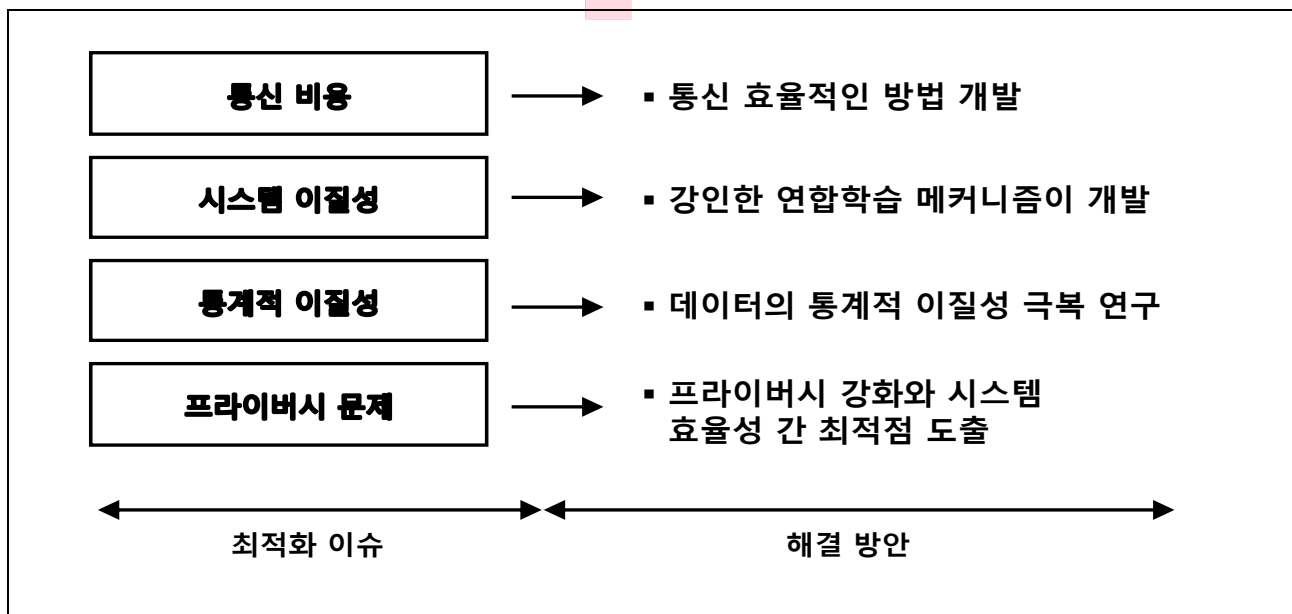 통신 비용
▪ 통신 효율적인 방법 개발
시스템 이질성
▪ 강인한 연합학습 메커니즘이 개발
통계적 이질성
▪ 데이터의 통계적 이질성 극복 연구
프라이버시 문제
▪ 프라이버시 강화와 시스템
효율성 간 최적점 도출
최적화 이슈
해결 방안